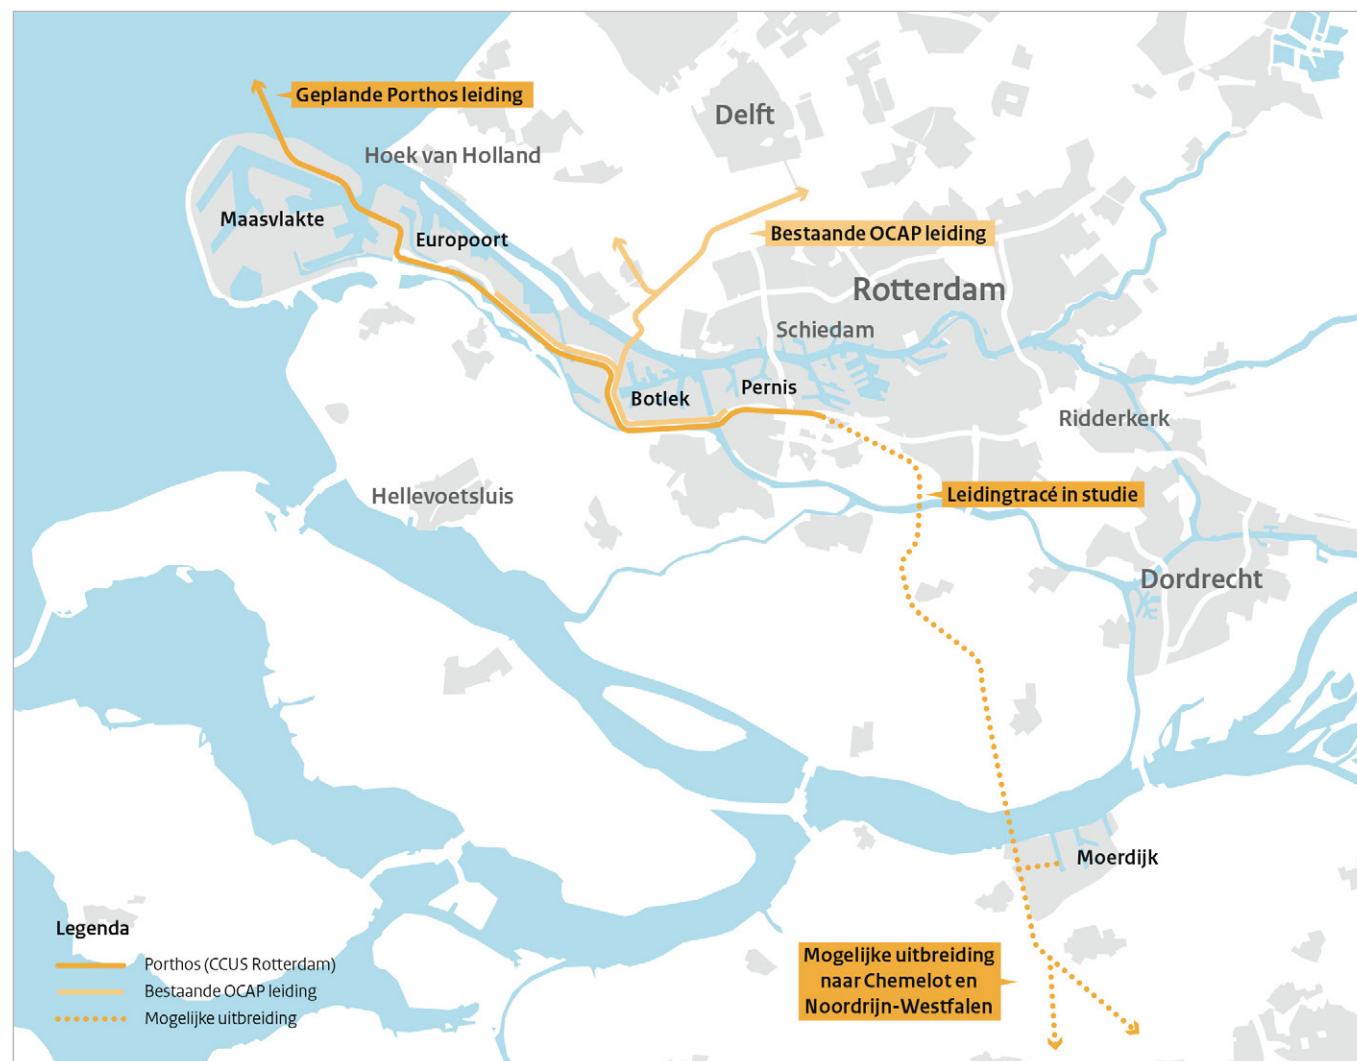 Geplande Porthos leiding
Delft
Hoek van Holland
Maasvlakte
Europoort
Bestaande OCAP leiding
Rotterdam
Schiedam
Pernis
Botlek
Ridderkerk
Hellevoetsluis
Leidingtracé in studie
Dordrecht
Moerdijk
Legenda
Porthos (CCUS Rotterdam)
Bestaande OCAP leiding
Mogelijke uitbreiding
Mogelijke uitbreiding
naar Chemelot en
Noordrijn-Westfalen